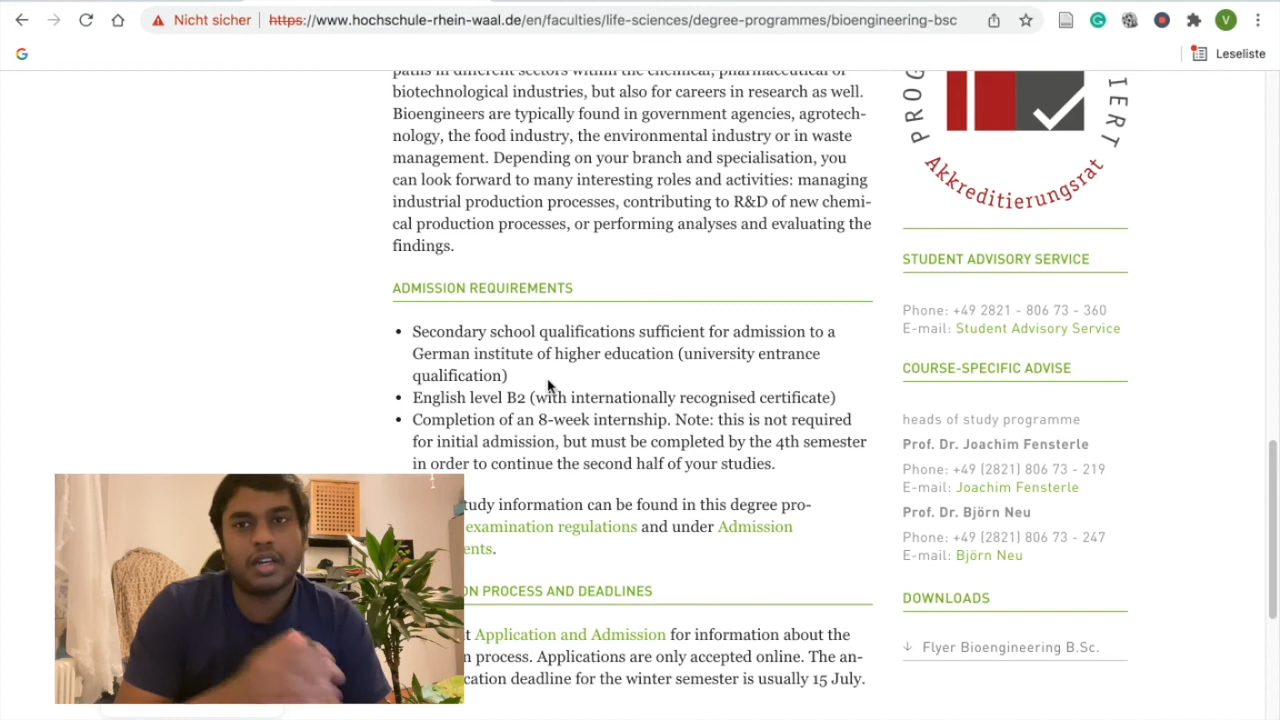 Nicht sicher https://www.hochschule-rhein-waal.de/en/faculties/life-sciences/degree-programmes/bioengineering-bsc
V
G
Leseliste
paths in different sectors within the chemical, pharmaceutical or
biotechnological industries, but also for careers in research as well.
Bioengineers are typically found in government agencies, agrotech-
nology, the food industry, the environmental industry or in waste
management. Depending on your branch and specialisation, you
can look forward to many interesting roles and activities: managing
industrial production processes, contributing to R&D of new chemi-
cal production processes, or performing analyses and evaluating the
findings.
ADMISSION REQUIREMENTS
• Secondary school qualifications sufficient for admission to a
German institute of higher education (university entrance
qualification)
• English level B2 (with internationally recognised certificate)
• Completion of an 8-week internship. Note: this is not required
for initial admission, but must be completed by the 4th semester
in order to continue the second half of your studies.
tudy information can be found in this degree pro-
examination regulations and under Admission
ents.
ON PROCESS AND DEADLINES
t Application and Admission for information about the
n process. Applications are only accepted online. The an-
cation deadline for the winter semester is usually 15 July.
PROG
IERT
Akkreditierungsrat
STUDENT ADVISORY SERVICE
Phone: +49 2821 - 806 73 - 360
E-mail: Student Advisory Service
COURSE-SPECIFIC ADVISE
heads of study programme
Prof. Dr. Joachim Fensterle
Phone: +49 (2821) 806 73 - 219
E-mail: Joachim Fensterle
Prof. Dr. Björn Neu
Phone: +49 (2821) 806 73 - 247
E-mail: Björn Neu
DOWNLOADS
Flyer Bioengineering B.Sc.